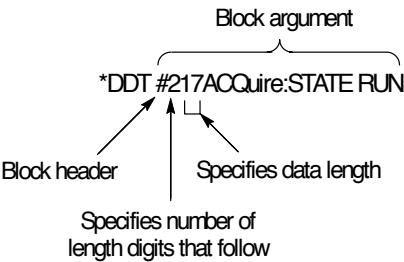 Block argument
*DDT #217ACQuire:STATE RUN
Block header
Specifies data length
Specifies number of
length digits that follow